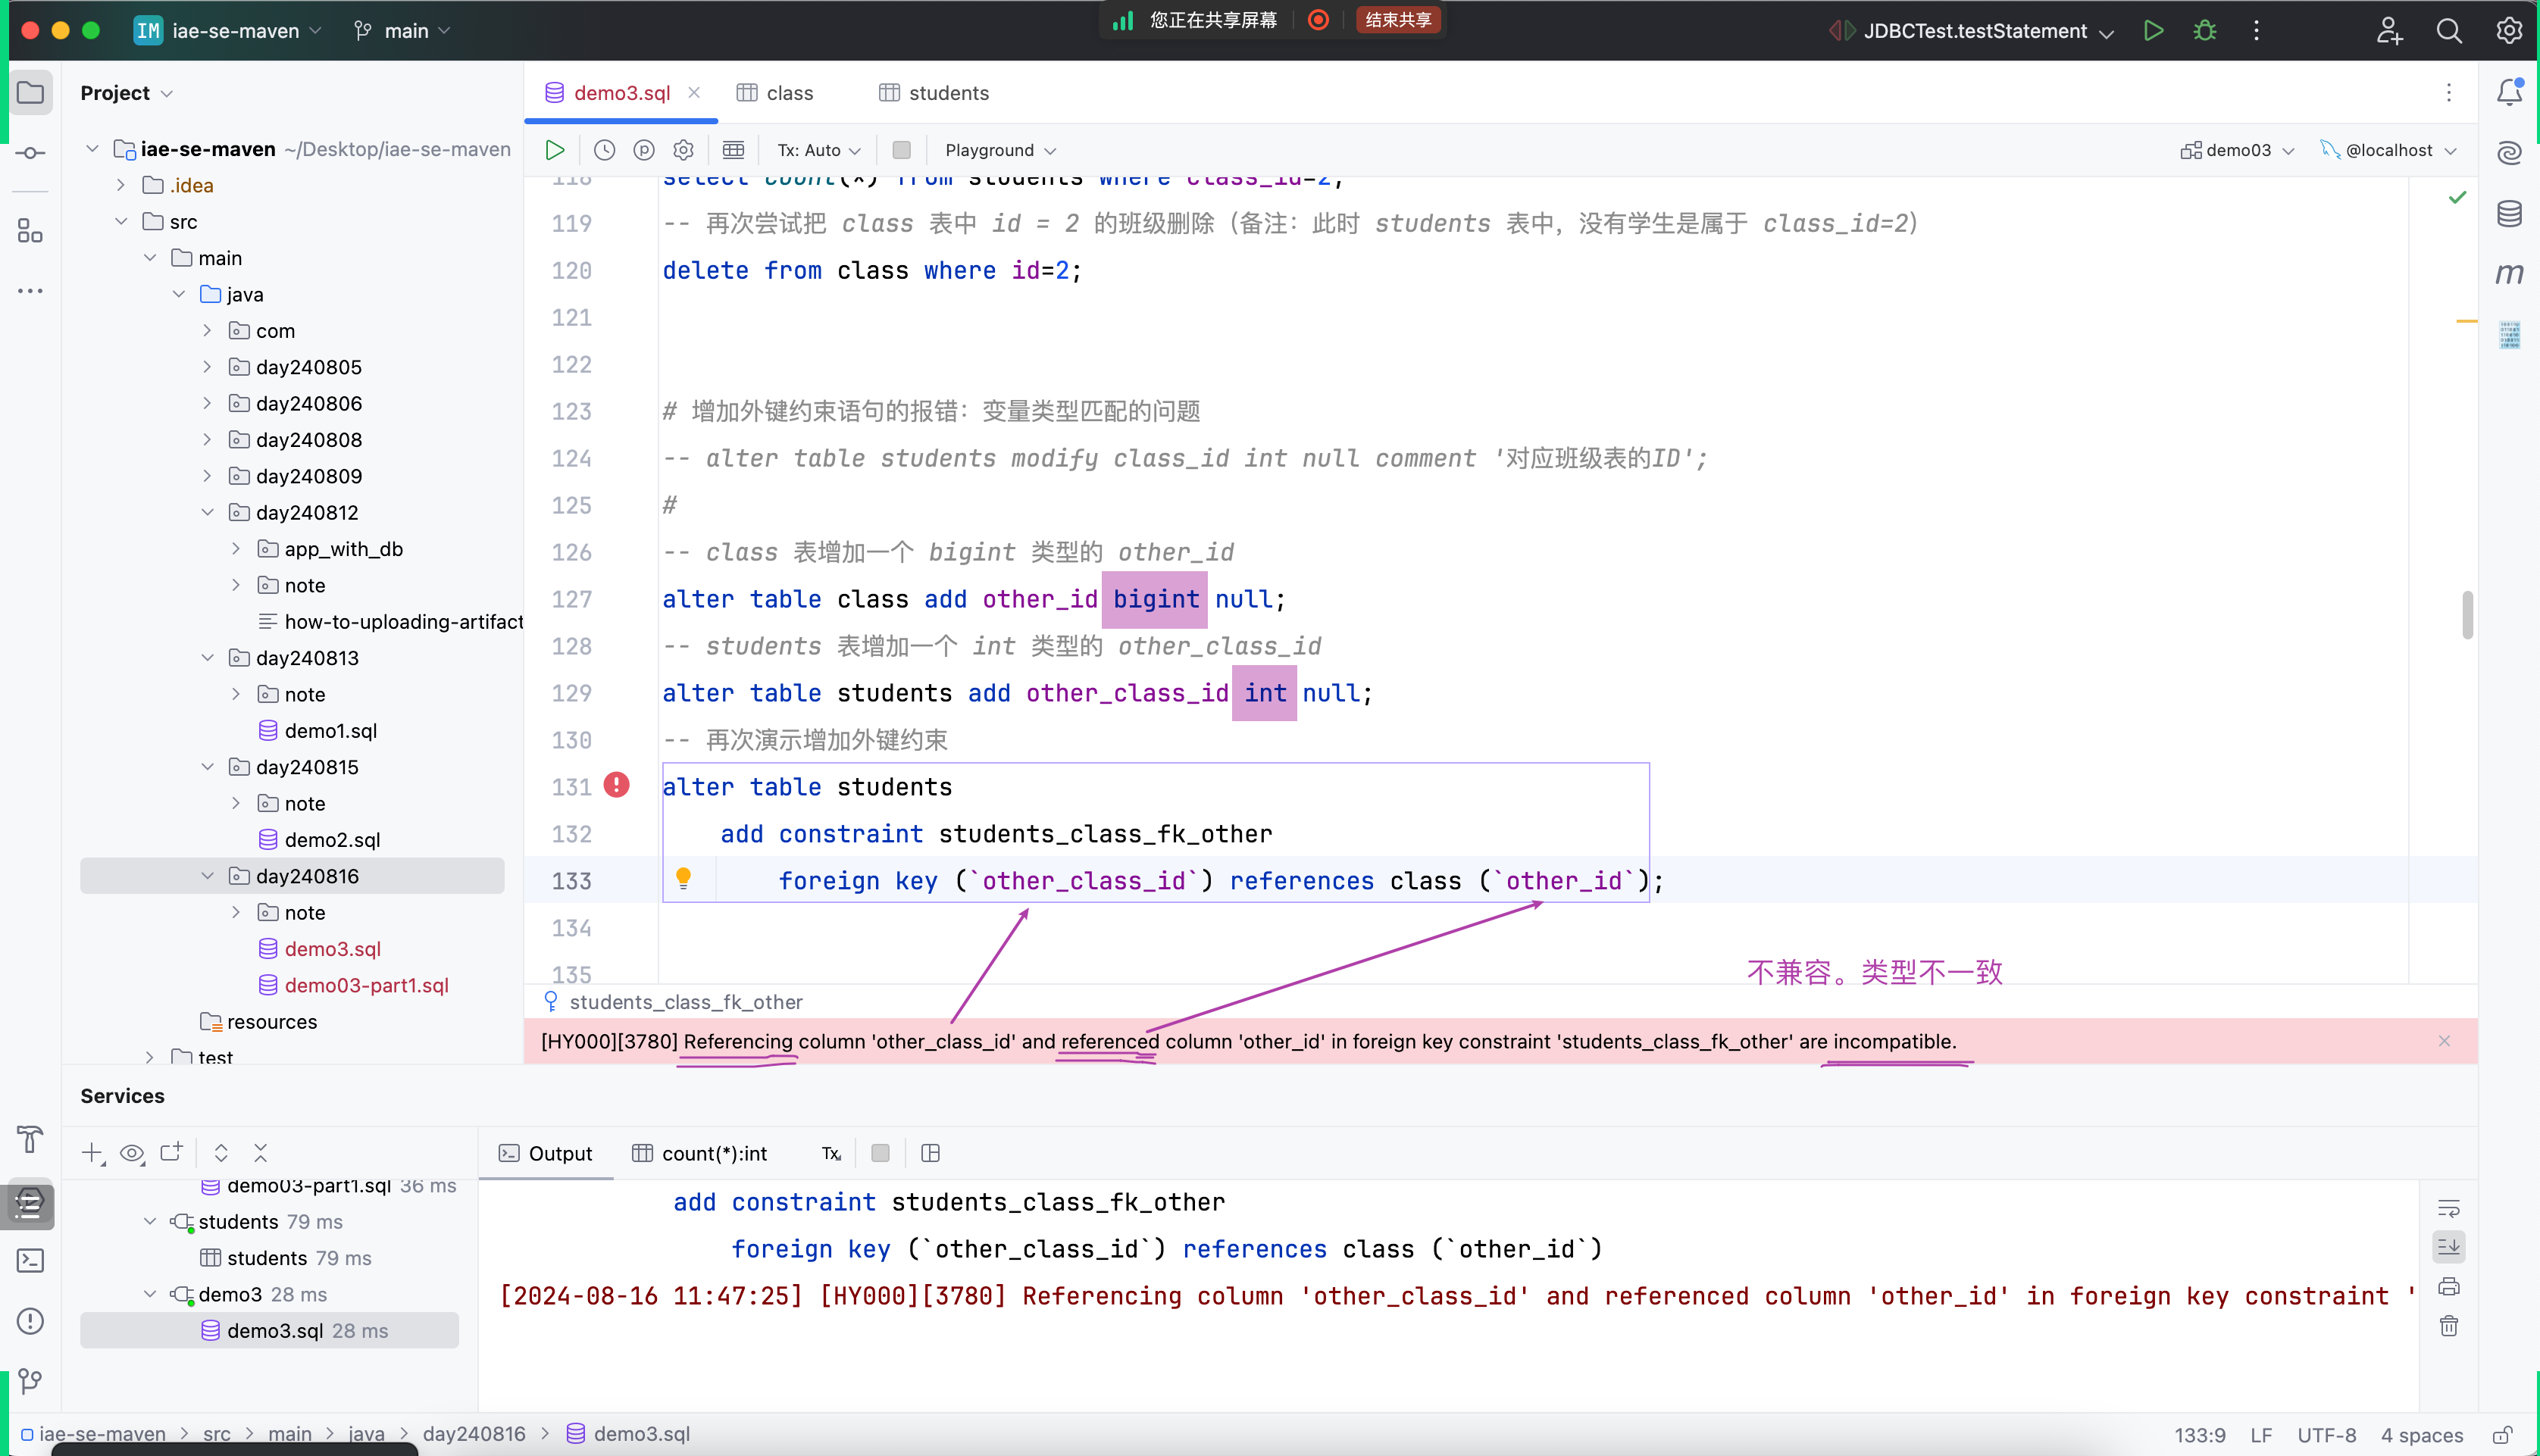 IM iae-se-maven main
您正在共享屏幕 结束共享
JDBCTest.testStatement
Project
demo3.sql class students
Tx: Auto Playground demo03 @localhost
iae-se-maven ~/Desktop/iae-se-maven
.idea
src
main
java
com
day240805
day240806
day240808
day240809
day240812
app_with_db
note
how-to-uploading-artifact
day240813
note
demo1.sql
day240815
note
demo2.sql
day240816
note
demo3.sql
demo03-part1.sql
resources
test
118 select count(*) from students where class_id=2;
119 -- 再次尝试把 class 表中 id = 2 的班级删除（备注：此时 students 表中，没有学生是属于 class_id=2）
120 delete from class where id=2;
121
122
123 # 增加外键约束语句的报错：变量类型匹配的问题
124 -- alter table students modify class_id int null comment '对应班级表的ID';
125 #
126 -- class 表增加一个 bigint 类型的 other_id
127 alter table class add other_id bigint null;
128 -- students 表增加一个 int 类型的 other_class_id
129 alter table students add other_class_id int null;
130 -- 再次演示增加外键约束
131 alter table students
132 add constraint students_class_fk_other
133 foreign key (`other_class_id`) references class (`other_id`);
134
135
不兼容。类型不一致
students_class_fk_other
[HY000][3780] Referencing column 'other_class_id' and referenced column 'other_id' in foreign key constraint 'students_class_fk_other' are incompatible.
Services
Output count(*):int Tx
demo03-part1.sql 36 ms
students 79 ms
students 79 ms
demo3 28 ms
demo3.sql 28 ms
add constraint students_class_fk_other
foreign key (`other_class_id`) references class (`other_id`)
[2024-08-16 11:47:25] [HY000][3780] Referencing column 'other_class_id' and referenced column 'other_id' in foreign key constraint '
iae-se-maven > src > main > java > day240816 > demo3.sql
133:9 LF UTF-8 4 spaces